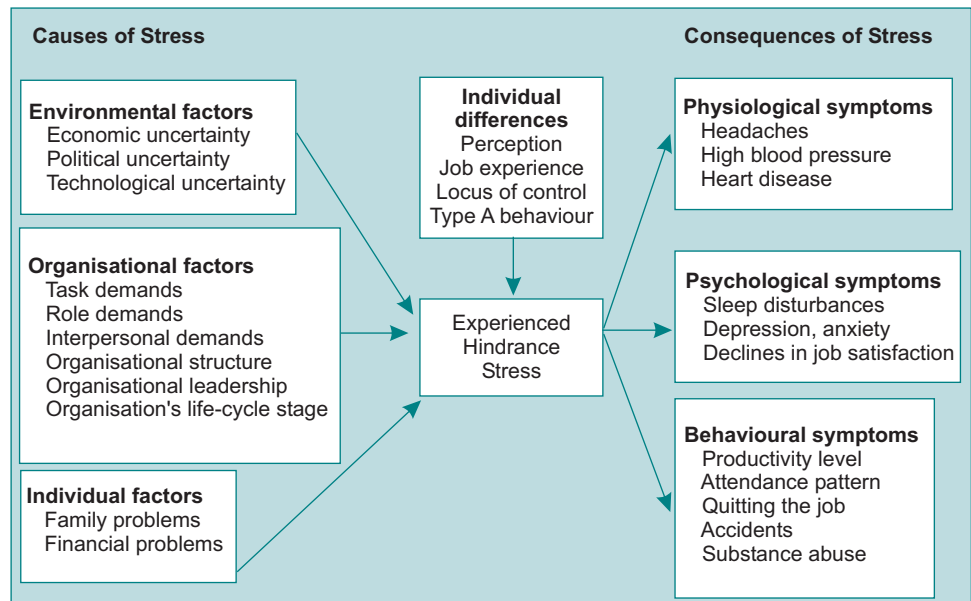 Causes of Stress
Consequences of Stress
Environmental factors
Economic uncertainty
Political uncertainty
Technological uncertainty
Organisational factors
Task demands
Role demands
Interpersonal demands
Organisational structure
Organisational leadership
Organisation's life-cycle stage
Individual factors
Family problems
Financial problems
Individual
differences
Perception
Job experience
Locus of control
Type A behaviour
Experienced
Hindrance
Stress
Physiological symptoms
Headaches
High blood pressure
Heart disease
Psychological symptoms
Sleep disturbances
Depression, anxiety
Declines in job satisfaction
Behavioural symptoms
Productivity level
Attendance pattern
Quitting the job
Accidents
Substance abuse